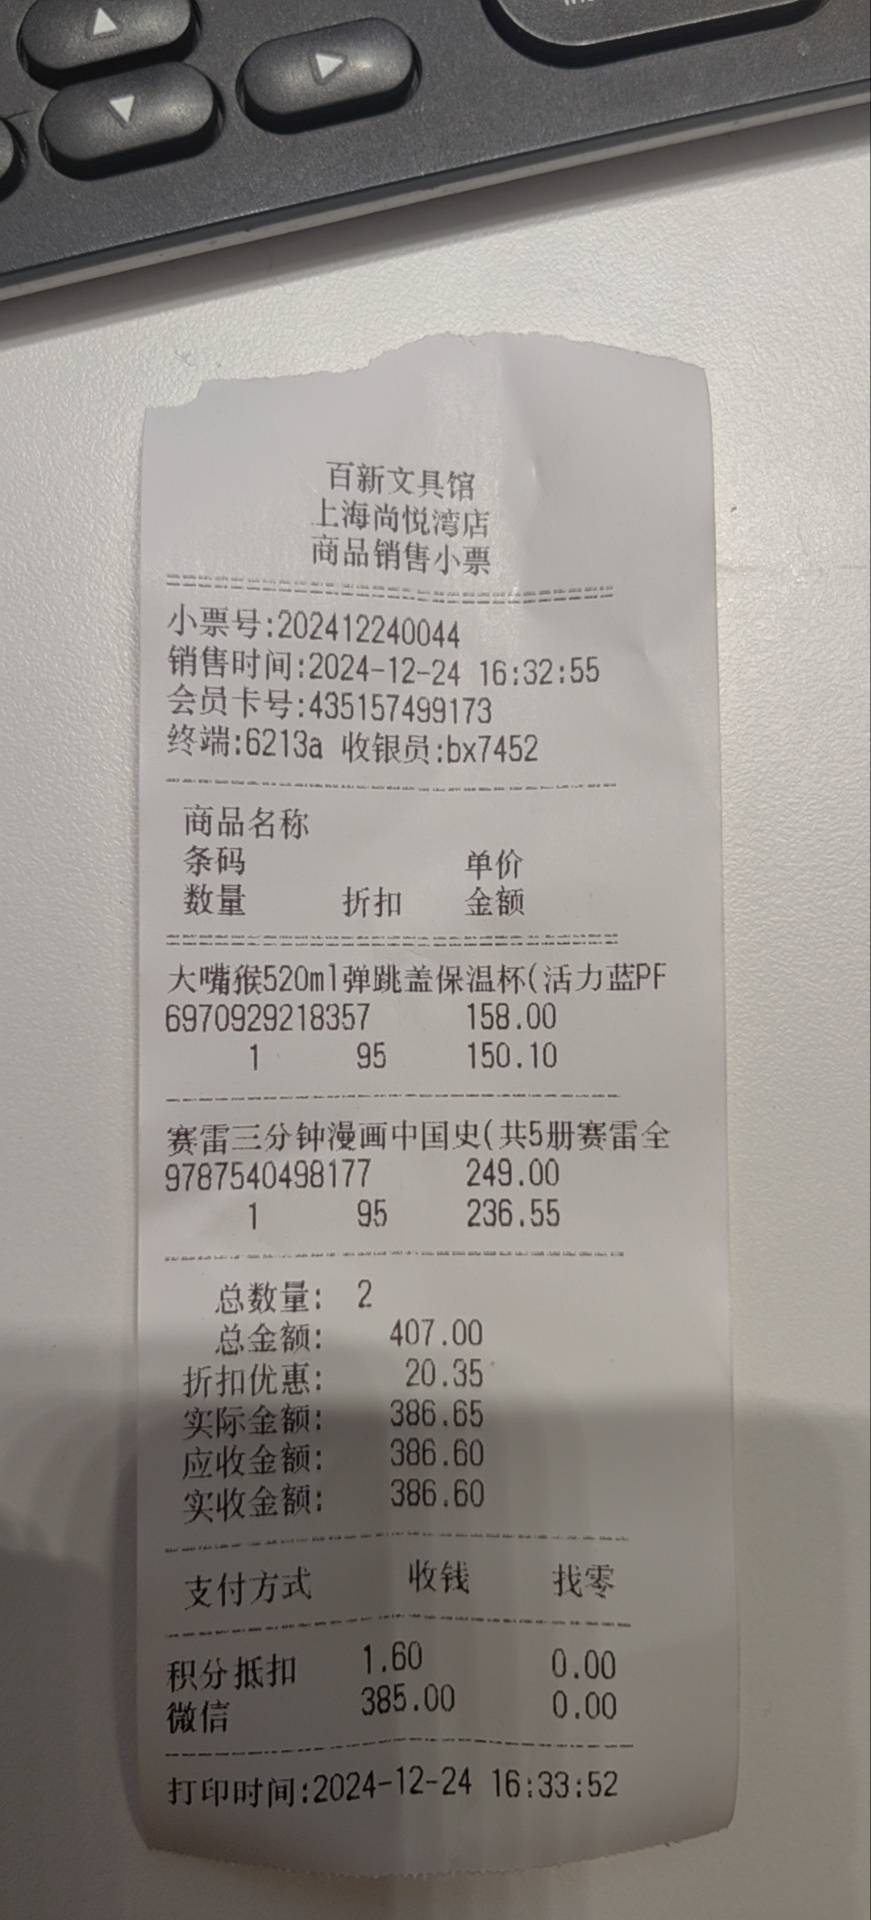 百新文具馆
上海尚悦湾店
商品销售小票
小票号:202412240044
销售时间:2024-12-24 16:32:55
会员卡号:435157499173
终端:6213a 收银员:bx7452
商品名称
条码 单价
数量 折扣 金额
大嘴猴520ml弹跳盖保温杯(活力蓝PF
6970929218357 158.00
1 95 150.10
赛雷三分钟漫画中国史(共5册赛雷全
9787540498177 249.00
1 95 236.55
总数量: 2
总金额: 407.00
折扣优惠: 20.35
实际金额: 386.65
应收金额: 386.60
实收金额: 386.60
支付方式 收钱 找零
积分抵扣 1.60 0.00
微信 385.00 0.00
打印时间:2024-12-24 16:33:52